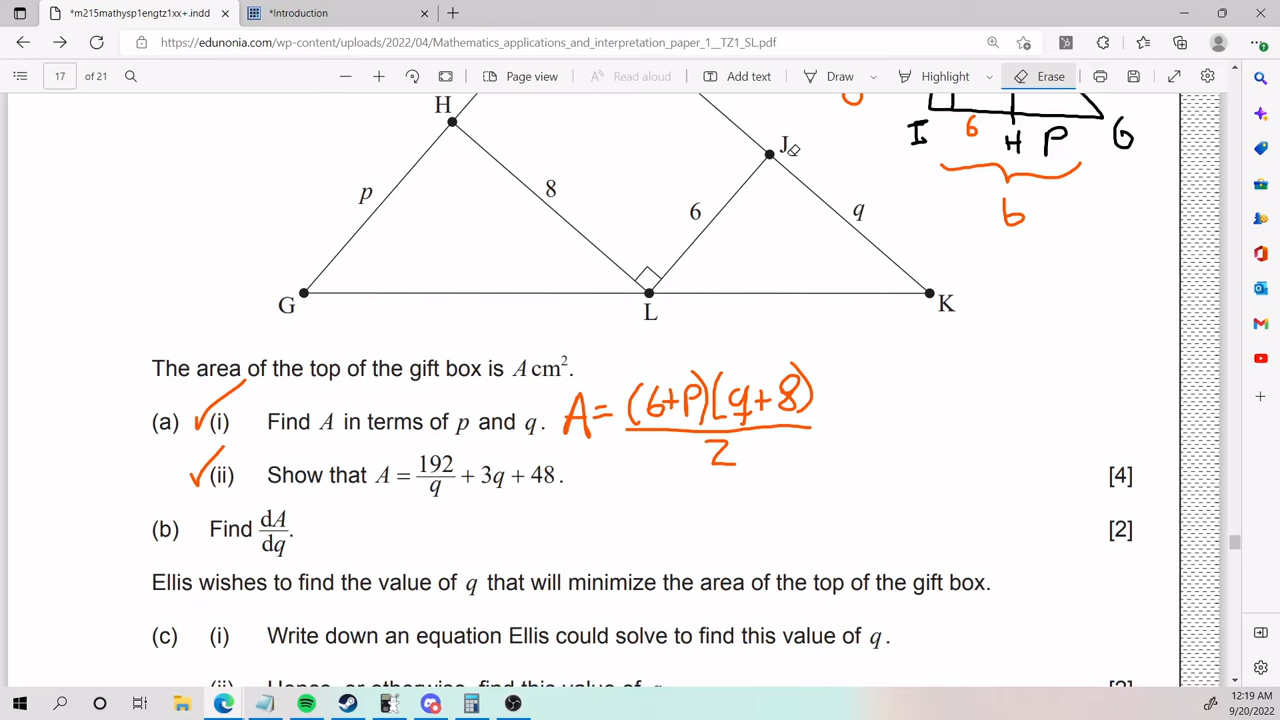 *m215mathysp1engtz1xx+.indd
*Introduction
https://edunonia.com/wp-content/uploads/2022/04/Mathematics_applications_and_interpretation_paper_1__TZ1_SL.pdf
17 of 21 Page view Read aloud Add text Draw Highlight Erase
H
J
I 6 H P G
b
p
8
6
q
G
L
K
The area of the top of the gift box is A cm².
(a) (i) Find A in terms of p and q. A = (6+P)(q+8) / 2
(ii) Show that A = 192/q + 3q + 48. [4]
(b) Find dA/dq. [2]
Ellis wishes to find the value of q that will minimize the area of the top of the gift box.
(c) (i) Write down an equation Ellis could solve to find this value of q.
12:19 AM
9/20/2022